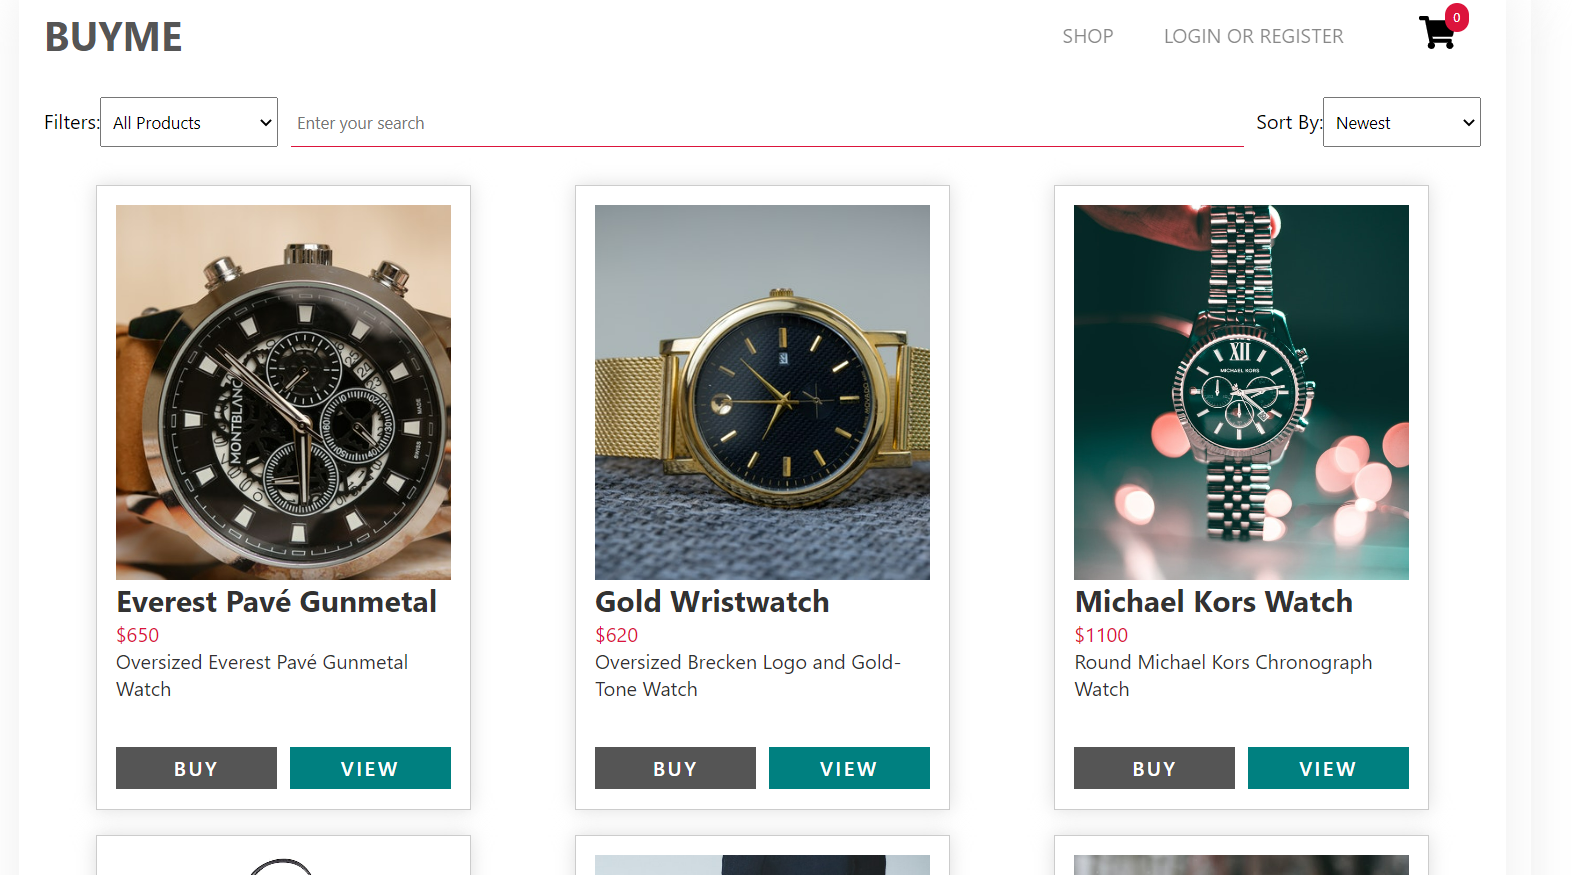 BUYME
SHOP
LOGIN OR REGISTER
0
Filters:
All Products
Enter your search
Sort By:
Newest
MONTBLANC
XII
MICHAEL KORS
Everest Pavé Gunmetal
$650
Oversized Everest Pavé Gunmetal
Watch
BUY
VIEW
Gold Wristwatch
$620
Oversized Brecken Logo and Gold-
Tone Watch
BUY
VIEW
Michael Kors Watch
$1100
Round Michael Kors Chronograph
Watch
BUY
VIEW